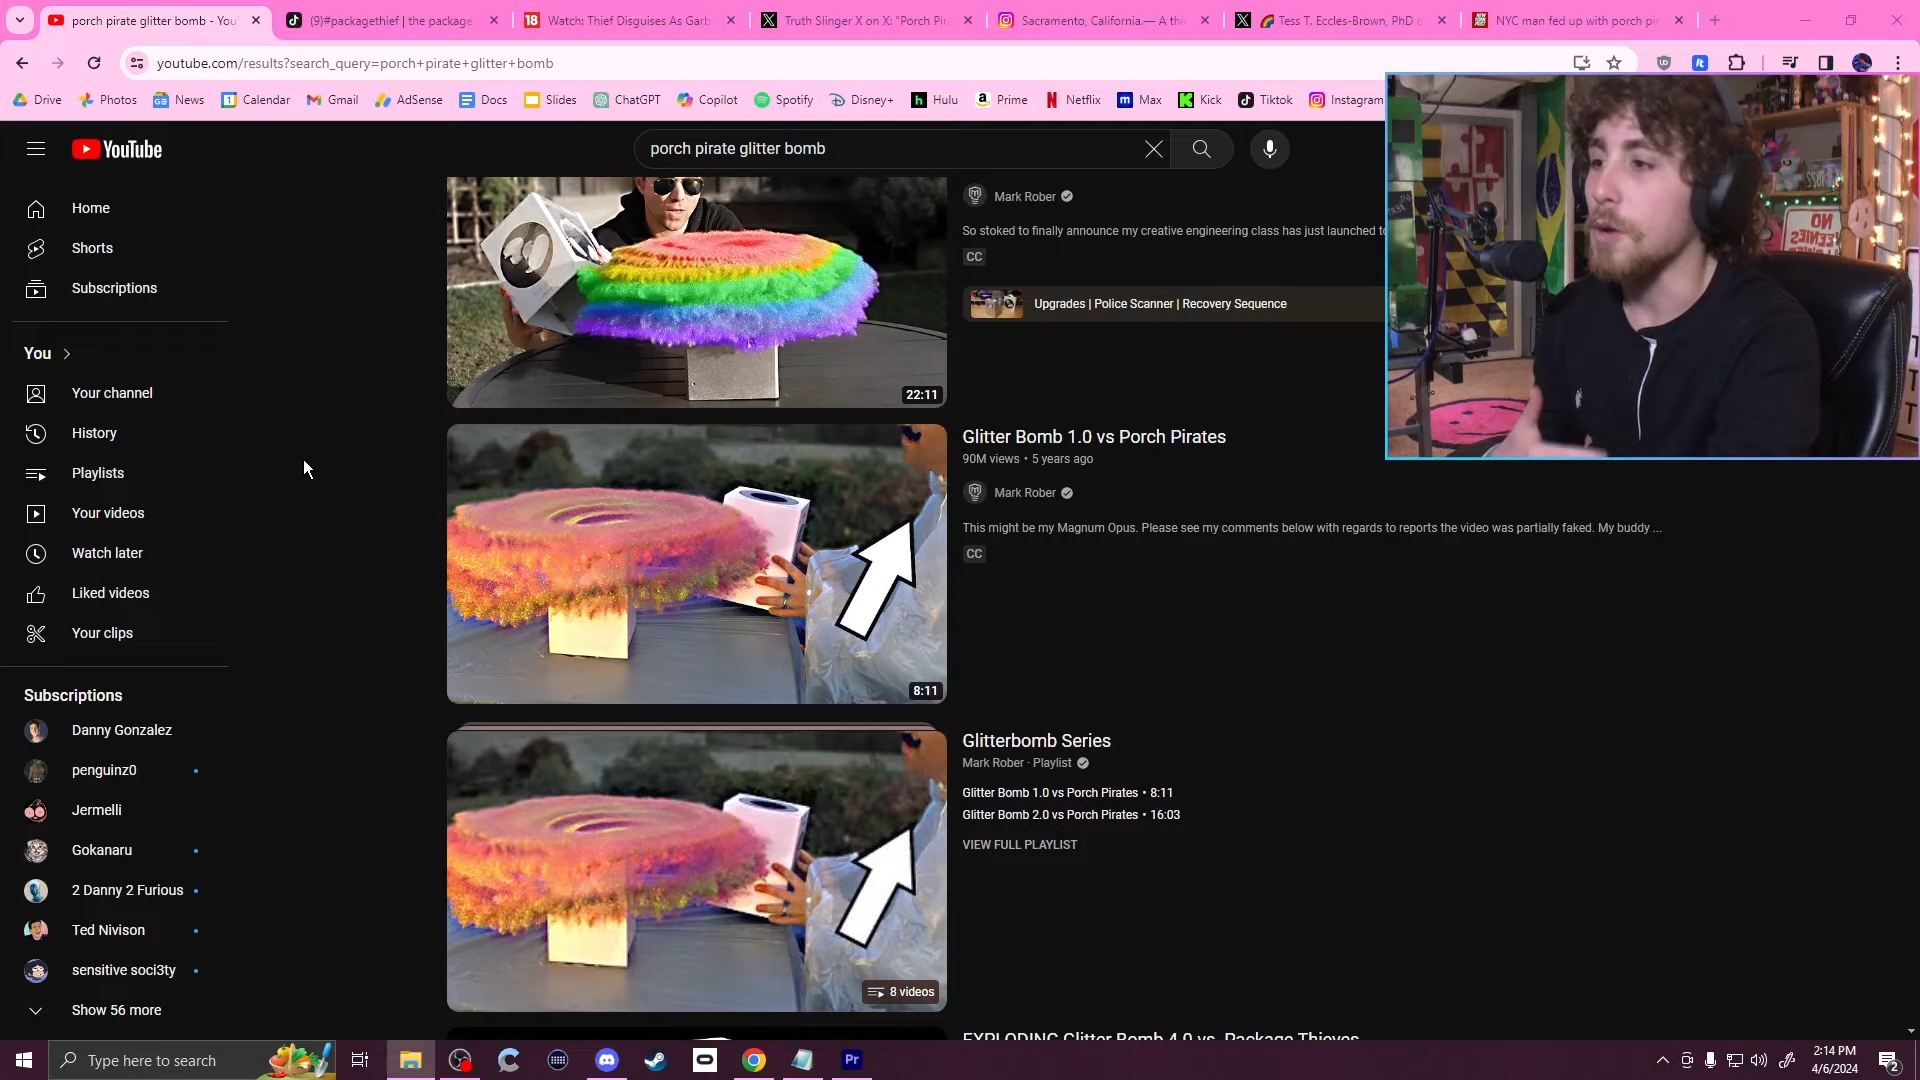 porch pirate glitter bomb - You
(9)#packagethief | the package
18
Watch: Thief Disguises As Garb
Truth Slinger X on X: "Porch Pir
Sacramento, California.— A thi
Tess T. Eccles-Brown, PhD
NYC man fed up with porch pir
youtube.com/results?search_query=porch+pirate+glitter+bomb
Drive
Photos
News
Calendar
Gmail
AdSense
Docs
Slides
ChatGPT
Copilot
Spotify
Disney+
Hulu
Prime
Netflix
Max
Kick
Tiktok
Instagram
YouTube
porch pirate glitter bomb
Home
Shorts
Subscriptions
You
Your channel
History
Playlists
Your videos
Watch later
Liked videos
Your clips
Subscriptions
Danny Gonzalez
penguinz0
Jermelli
Gokanaru
2 Danny 2 Furious
Ted Nivison
sensitive soci3ty
Show 56 more
Mark Rober
So stoked to finally announce my creative engineering class has just launched to
CC
Upgrades | Police Scanner | Recovery Sequence
22:11
Glitter Bomb 1.0 vs Porch Pirates
90M views • 5 years ago
Mark Rober
This might be my Magnum Opus. Please see my comments below with regards to reports the video was partially faked. My buddy ...
CC
8:11
Glitterbomb Series
Mark Rober · Playlist
Glitter Bomb 1.0 vs Porch Pirates • 8:11
Glitter Bomb 2.0 vs Porch Pirates • 16:03
VIEW FULL PLAYLIST
8 videos
EXPLODING Glitter Bomb 4.0 vs. Package Thieves
NO
Type here to search
Pr
2:14 PM
4/6/2024
2